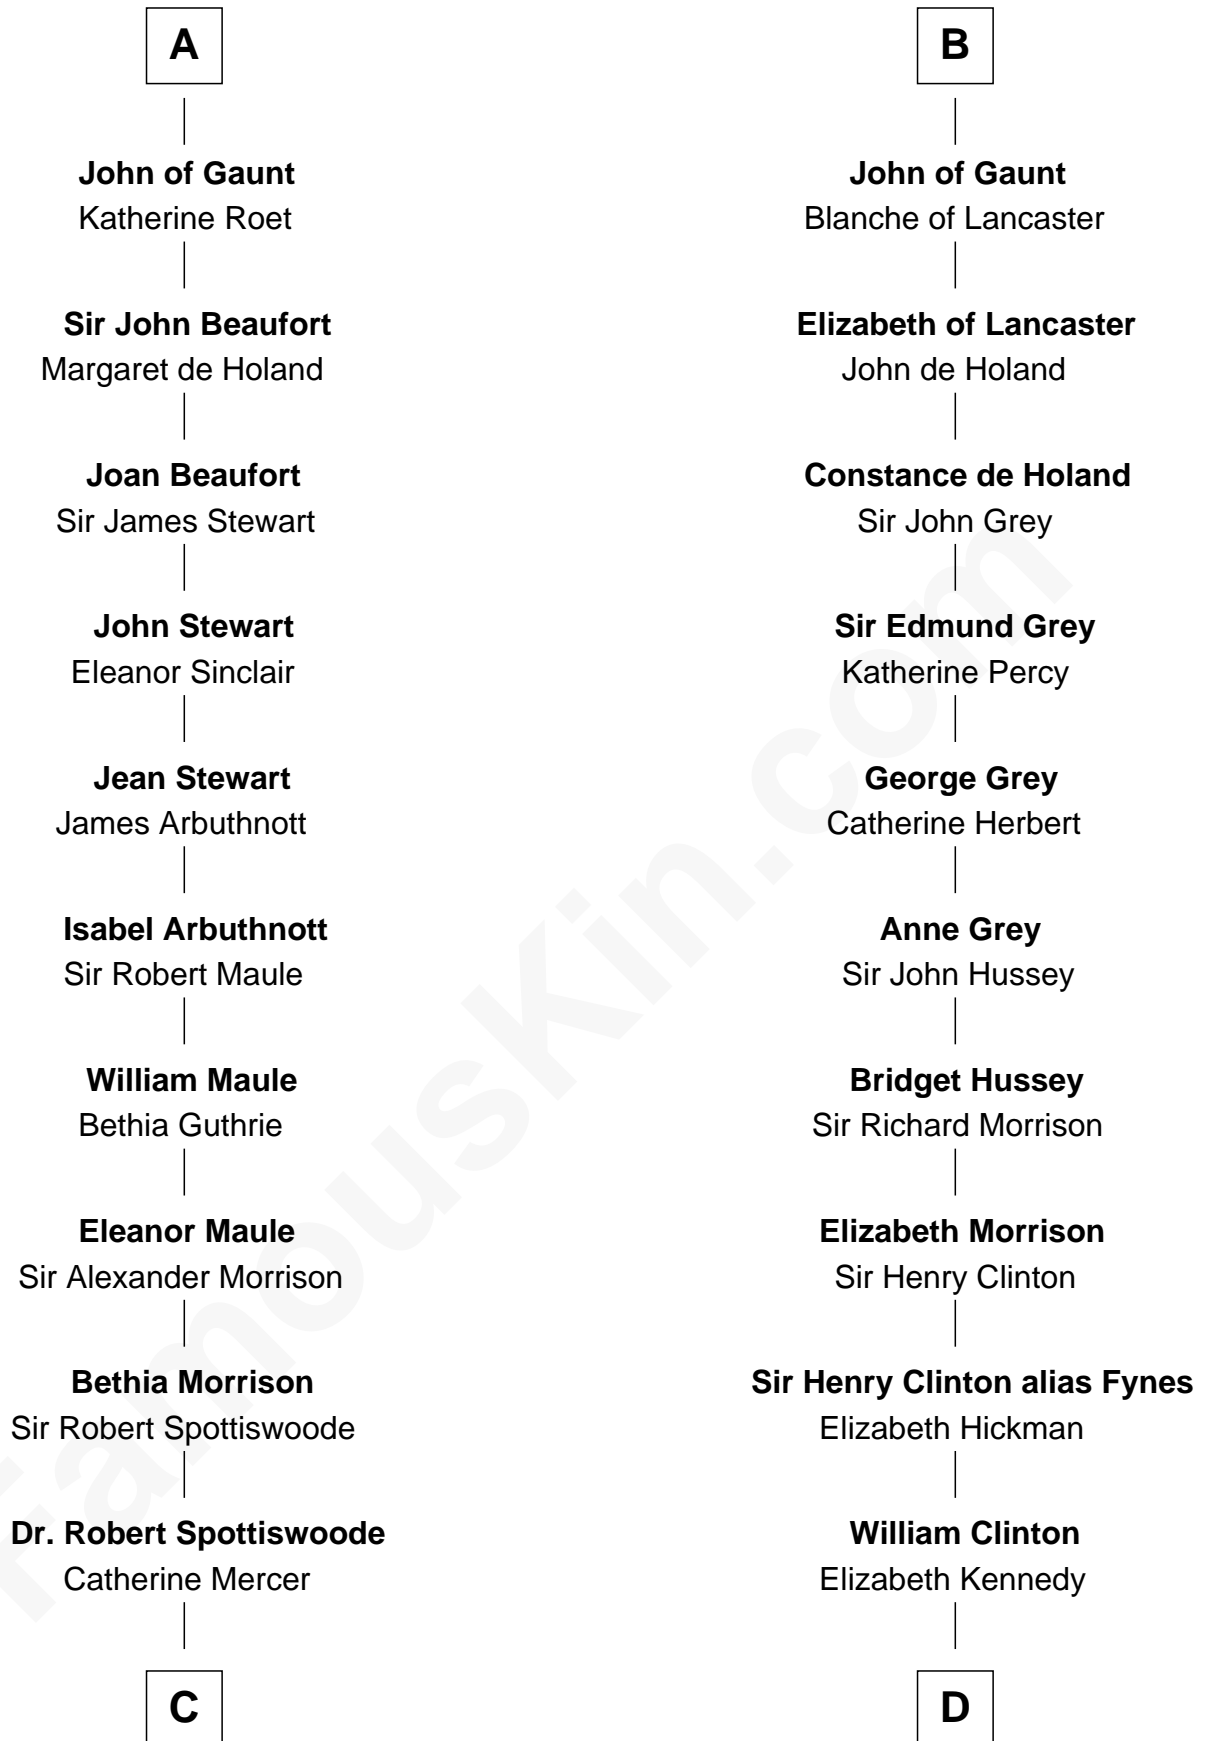 A
John of Gaunt
Katherine Roet
Sir John Beaufort
Margaret de Holand
Joan Beaufort
Sir James Stewart
John Stewart
Eleanor Sinclair
Jean Stewart
James Arbuthnott
Isabel Arbuthnott
Sir Robert Maule
William Maule
Bethia Guthrie
Eleanor Maule
Sir Alexander Morrison
Bethia Morrison
Sir Robert Spottiswoode
Dr. Robert Spottiswoode
Catherine Mercer
C
B
John of Gaunt
Blanche of Lancaster
Elizabeth of Lancaster
John de Holand
Constance de Holand
Sir John Grey
Sir Edmund Grey
Katherine Percy
George Grey
Catherine Herbert
Anne Grey
Sir John Hussey
Bridget Hussey
Sir Richard Morrison
Elizabeth Morrison
Sir Henry Clinton
Sir Henry Clinton alias Fynes
Elizabeth Hickman
William Clinton
Elizabeth Kennedy
D
FamousKin.com